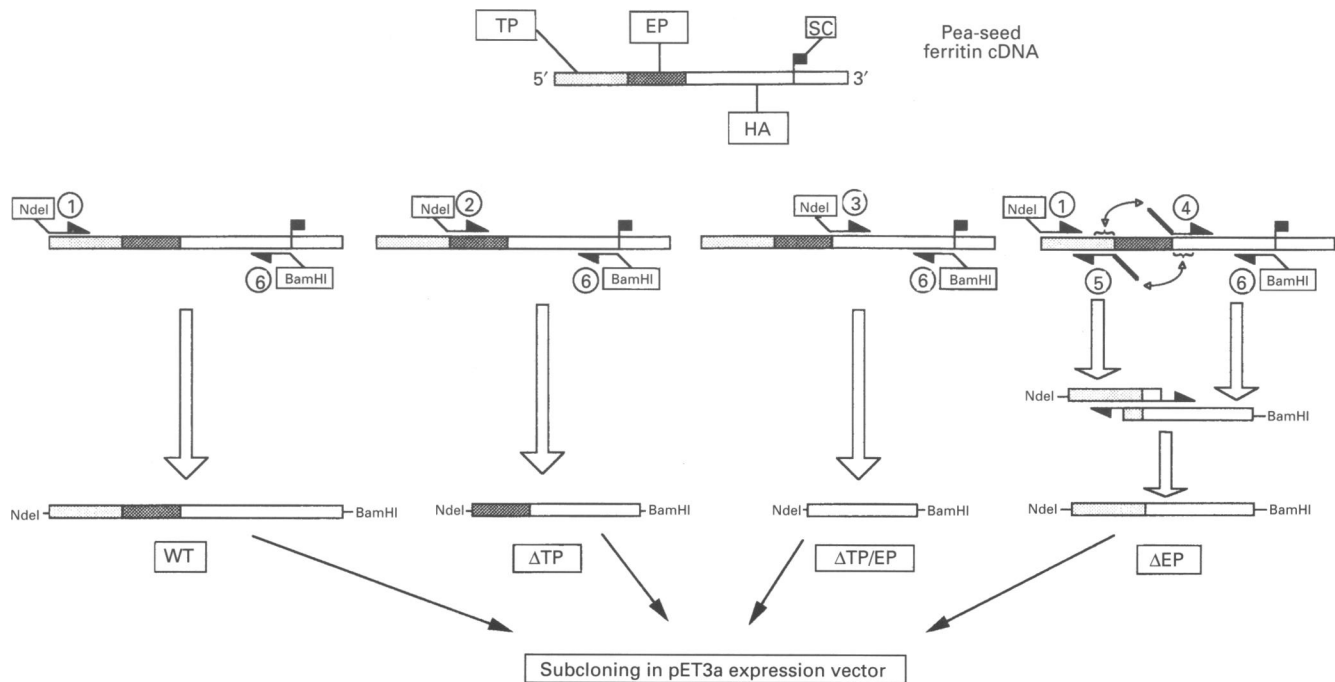 TP
EP
SC
Pea-seed
ferritin cDNA
5′
3′
HA
NdeI
1
6
BamHI
NdeI
2
6
BamHI
NdeI
3
6
BamHI
NdeI
1
4
5
6
BamHI
NdeI
BamHI
NdeI
BamHI
NdeI
BamHI
NdeI
BamHI
NdeI
BamHI
WT
ΔTP
ΔTP/EP
ΔEP
Subcloning in pET3a expression vector